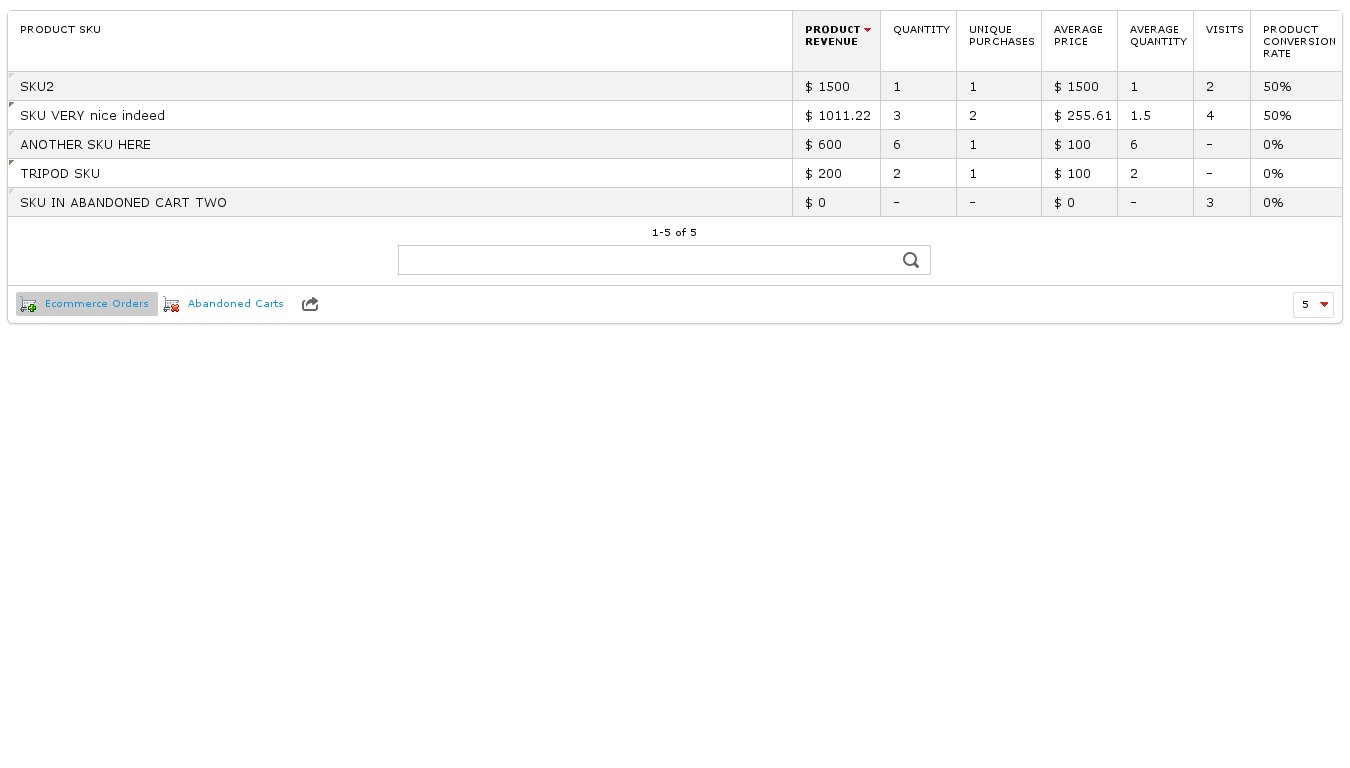 PRODUCT SKU PRODUCT REVENUE QUANTITY UNIQUE PURCHASES AVERAGE PRICE AVERAGE QUANTITY VISITS PRODUCT CONVERSION RATE
SKU2 $ 1500 1 1 $ 1500 1 2 50%
SKU VERY nice indeed $ 1011.22 3 2 $ 255.61 1.5 4 50%
ANOTHER SKU HERE $ 600 6 1 $ 100 6 - 0%
TRIPOD SKU $ 200 2 1 $ 100 2 - 0%
SKU IN ABANDONED CART TWO $ 0 - - $ 0 - 3 0%
1-5 of 5
Ecommerce Orders Abandoned Carts 5